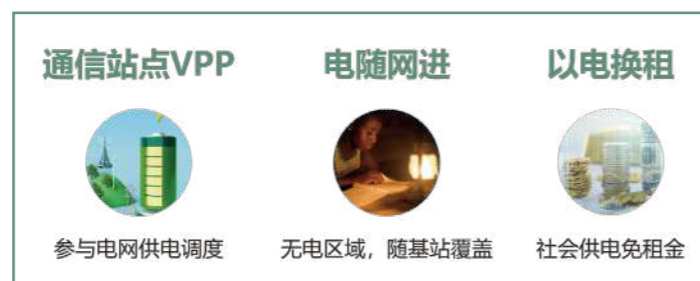 通信站点VPP
电随网进
以电换租
参与电网供电调度
无电区域，随基站覆盖
社会供电免租金